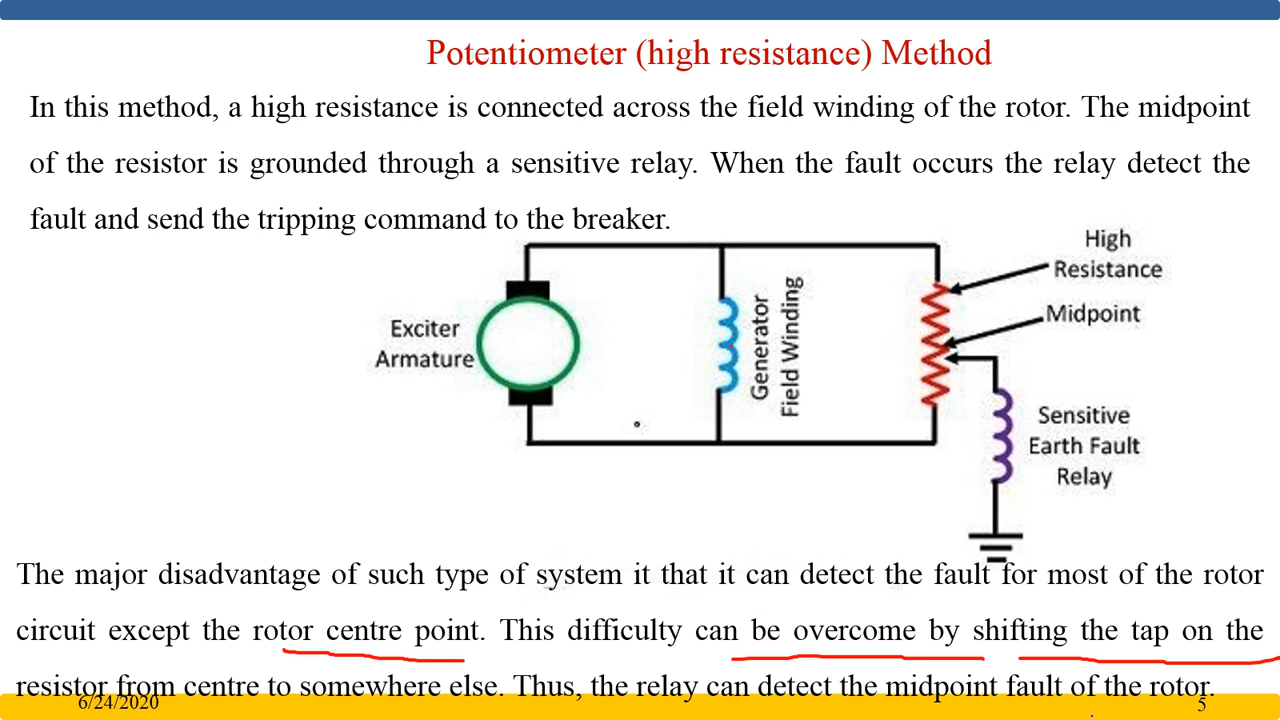 Potentiometer (high resistance) Method
In this method, a high resistance is connected across the field winding of the rotor. The midpoint
of the resistor is grounded through a sensitive relay. When the fault occurs the relay detect the
fault and send the tripping command to the breaker.
High
Resistance
Midpoint
Exciter
Armature
Generator
Field Winding
Sensitive
Earth Fault
Relay
The major disadvantage of such type of system it that it can detect the fault for most of the rotor
circuit except the rotor centre point. This difficulty can be overcome by shifting the tap on the
resistor from centre to somewhere else. Thus, the relay can detect the midpoint fault of the rotor.
6/24/2020
5